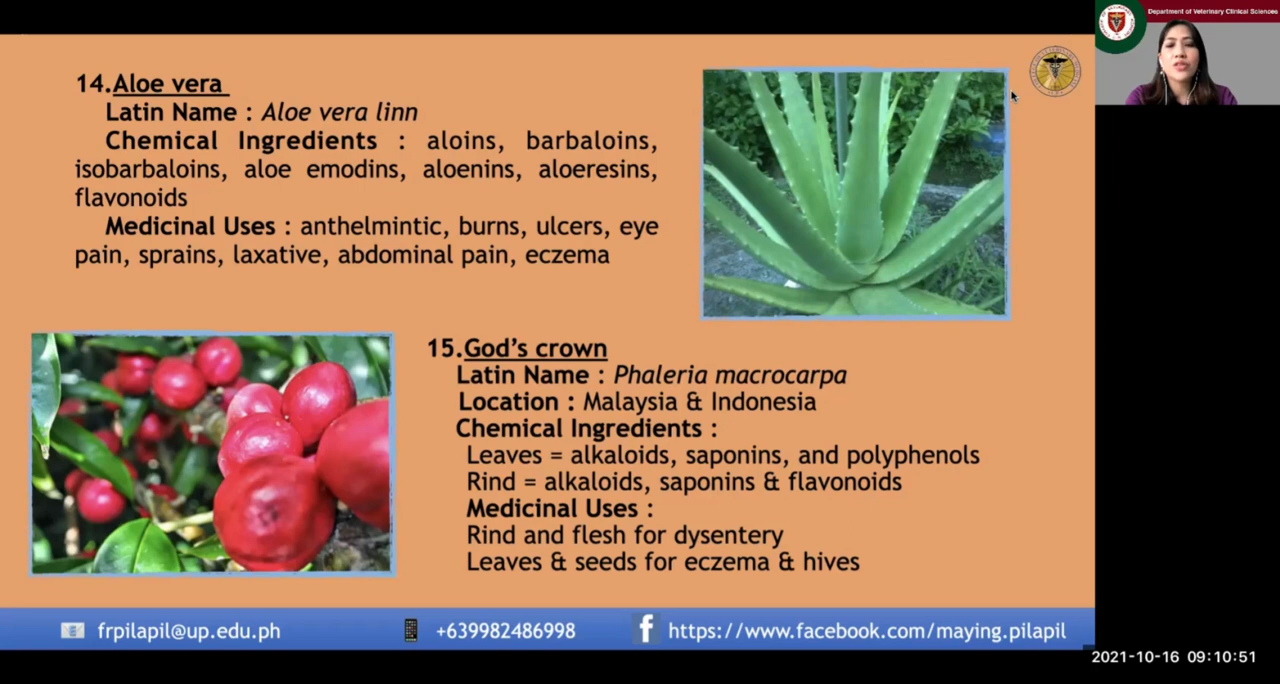 Department of Veterinary Clinical Sciences
14.Aloe vera
Latin Name : Aloe vera linn
Chemical Ingredients : aloins, barbaloins,
isobarbaloins, aloe emodins, aloenins, aloeresins,
flavonoids
Medicinal Uses : anthelmintic, burns, ulcers, eye
pain, sprains, laxative, abdominal pain, eczema
15.God's crown
Latin Name : Phaleria macrocarpa
Location : Malaysia & Indonesia
Chemical Ingredients :
Leaves = alkaloids, saponins, and polyphenols
Rind = alkaloids, saponins & flavonoids
Medicinal Uses :
Rind and flesh for dysentery
Leaves & seeds for eczema & hives
frpilapil@up.edu.ph
+639982486998
f https://www.facebook.com/maying.pilapil
2021-10-16 09:10:51